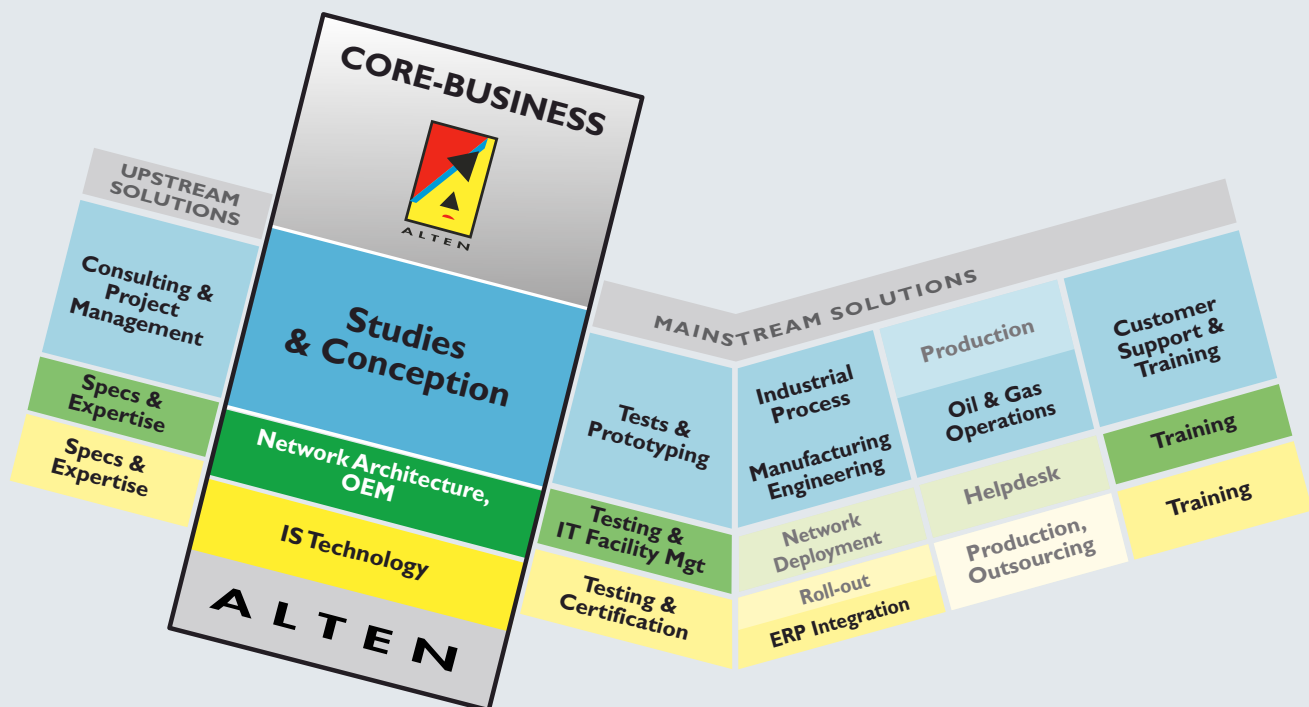 CORE-BUSINESS
ALTEN
UPSTREAM
SOLUTIONS
Consulting &
Project
Management
Specs &
Expertise
Specs &
Expertise
Studies
& Conception
Network Architecture,
OEM
IS Technology
ALTEN
MAINSTREAM SOLUTIONS
Tests &
Prototyping
Testing &
IT Facility Mgt
Testing &
Certification
Industrial
Process
Manufacturing
Engineering
Network
Deployment
Roll-out
ERP Integration
Production
Oil & Gas
Operations
Helpdesk
Production,
Outsourcing
Customer
Support &
Training
Training
Training